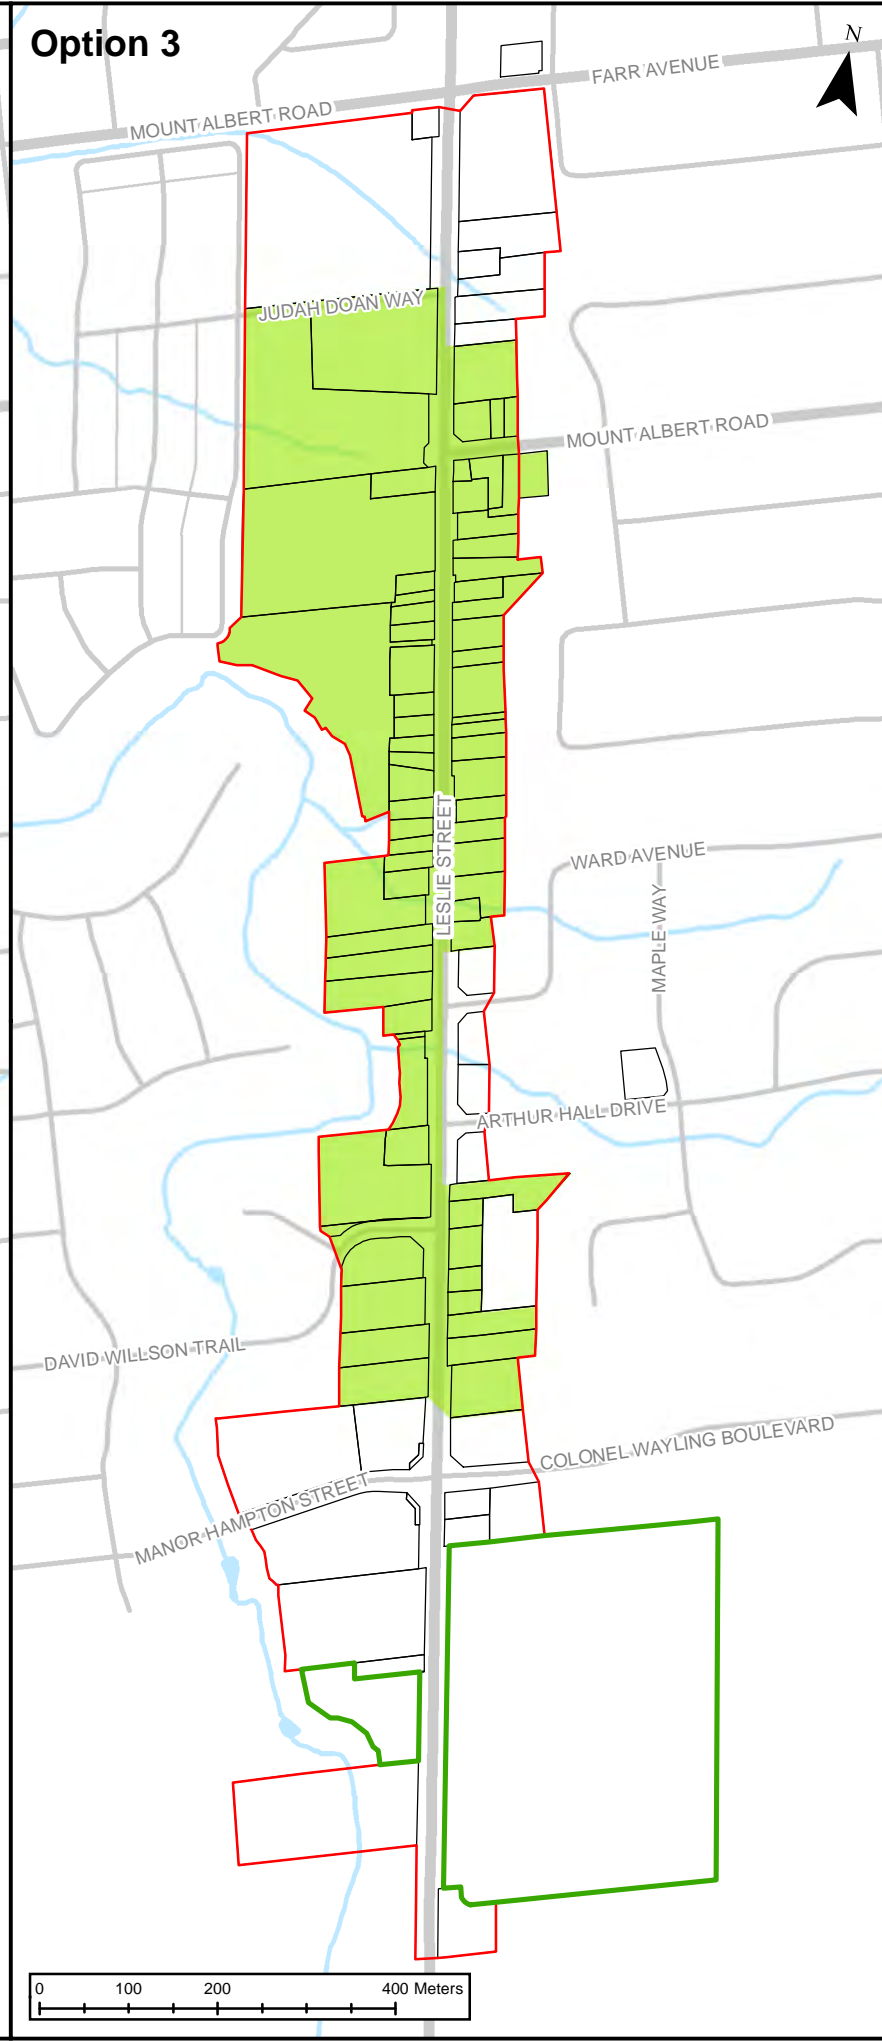 Option 3
N
FARR AVENUE
MOUNT ALBERT ROAD
JUDAH DOAN WAY
MOUNT ALBERT ROAD
LESLIE STREET
WARD AVENUE
MAPLE WAY
ARTHUR HALL DRIVE
DAVID WILLSON TRAIL
COLONEL WAYLING BOULEVARD
MANOR HAMPTON STREET
0 100 200 400 Meters